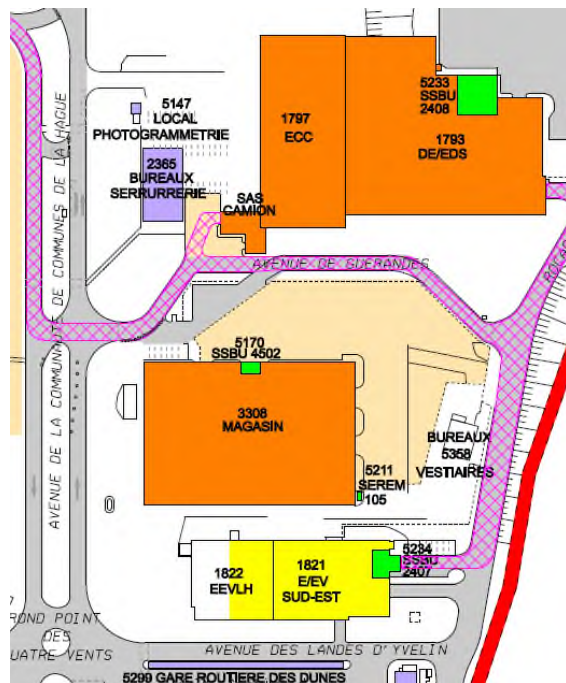 5147
LOCAL
PHOTOGRAMMETRIE
2365
BUREAUX
SERRURRERIE
SAS
CAMION
1797
ECC
5233
SSBU
2408
1793
DE/EDS
AVENUE DE GUERANDES
AVENUE DE LA COMMUNAUTE DE COMMUNES DE LA HAGUE
5170
SSBU 4502
3308
MAGASIN
BUREAUX
5358
VESTIAIRES
5211
SEREM
105
1822
EEVLH
1821
E/EV
SUD-EST
5234
SSBU
2407
ROND POINT
DES
QUATRE VENTS
AVENUE DES LANDES D'YVELIN
5299 GARE ROUTIERE DES DUNES